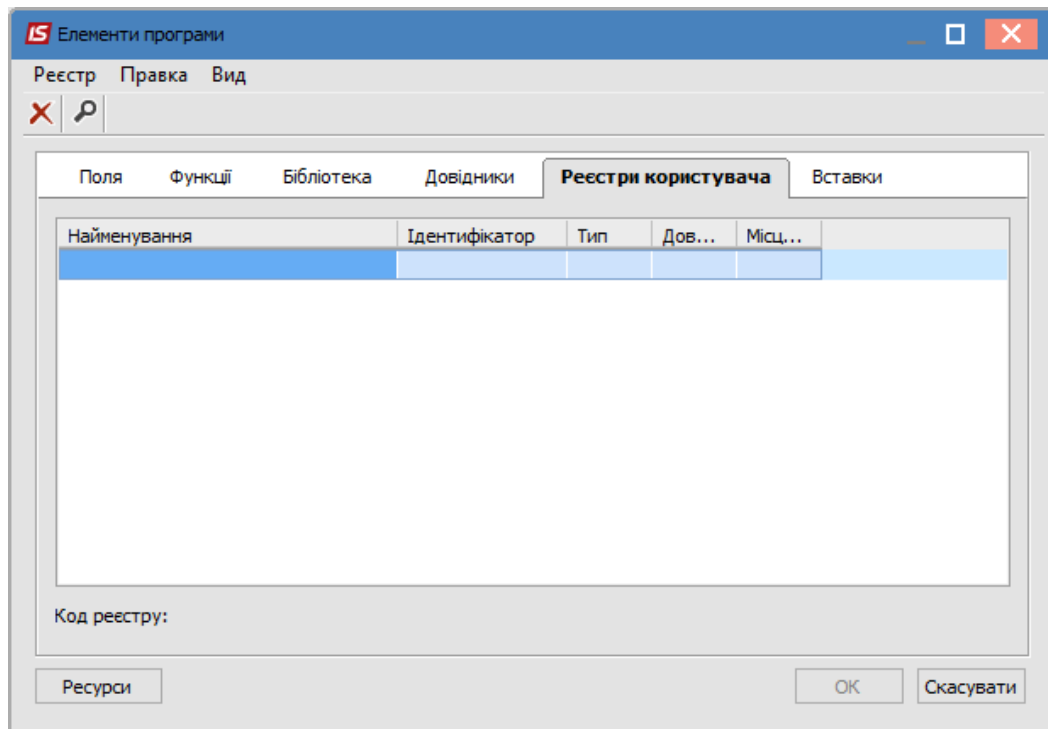 IS Елементи програми
Реєстр Правка Вид
Поля Функції Бібліотека Довідники Реєстри користувача Вставки
Найменування Ідентифікатор Тип Дов... Місц...
Код реєстру:
Ресурси ОК Скасувати